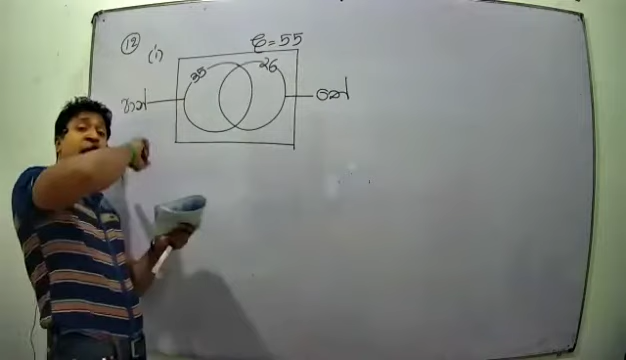 ⑫ (i) ℰ = 55
35 26